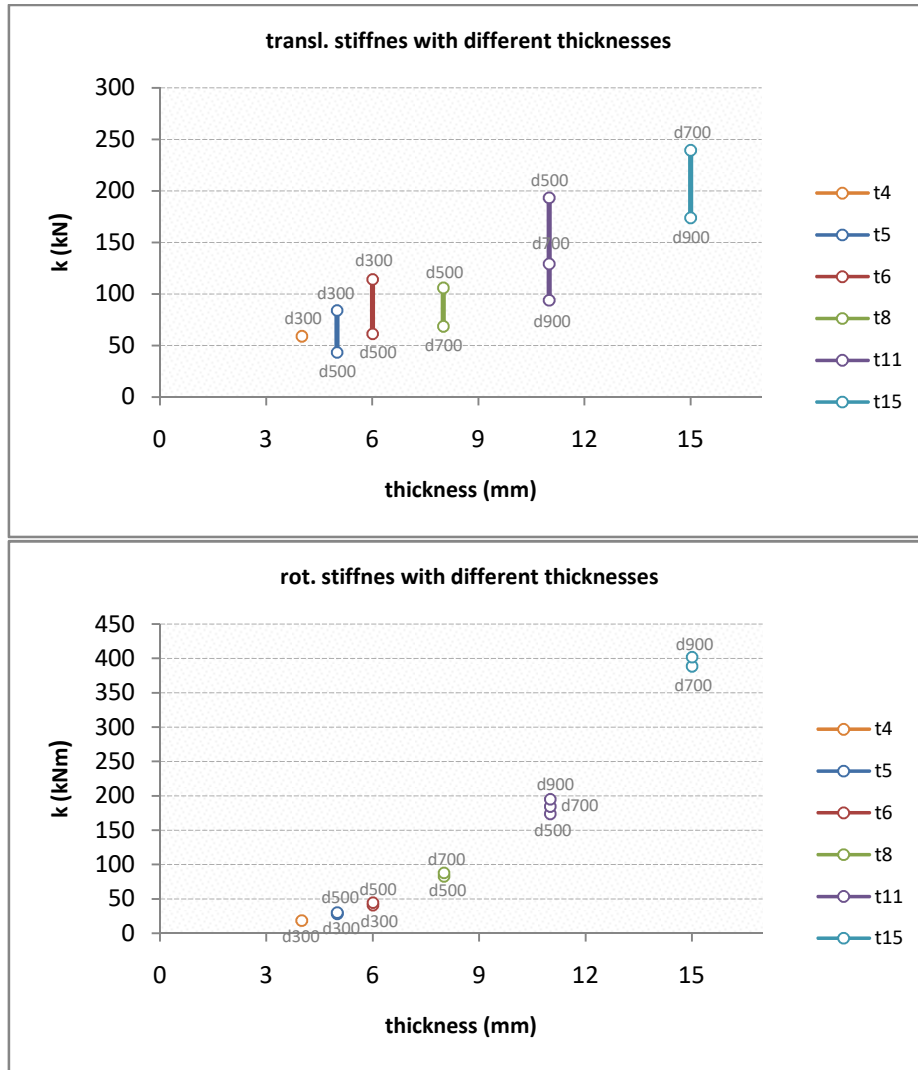 transl. stiffnes with different thicknesses
300
250
200
150
100
50
0
k (kN)
d300
d300
d500
d300
d500
d500
d700
d500
d700
d900
d700
d900
0 3 6 9 12 15
thickness (mm)
t4
t5
t6
t8
t11
t15
rot. stiffnes with different thicknesses
450
400
350
300
250
200
150
100
50
0
k (kNm)
d300
d500
d300
d500
d300
d700
d500
d900
d700
d500
d900
d700
0 3 6 9 12 15
thickness (mm)
t4
t5
t6
t8
t11
t15